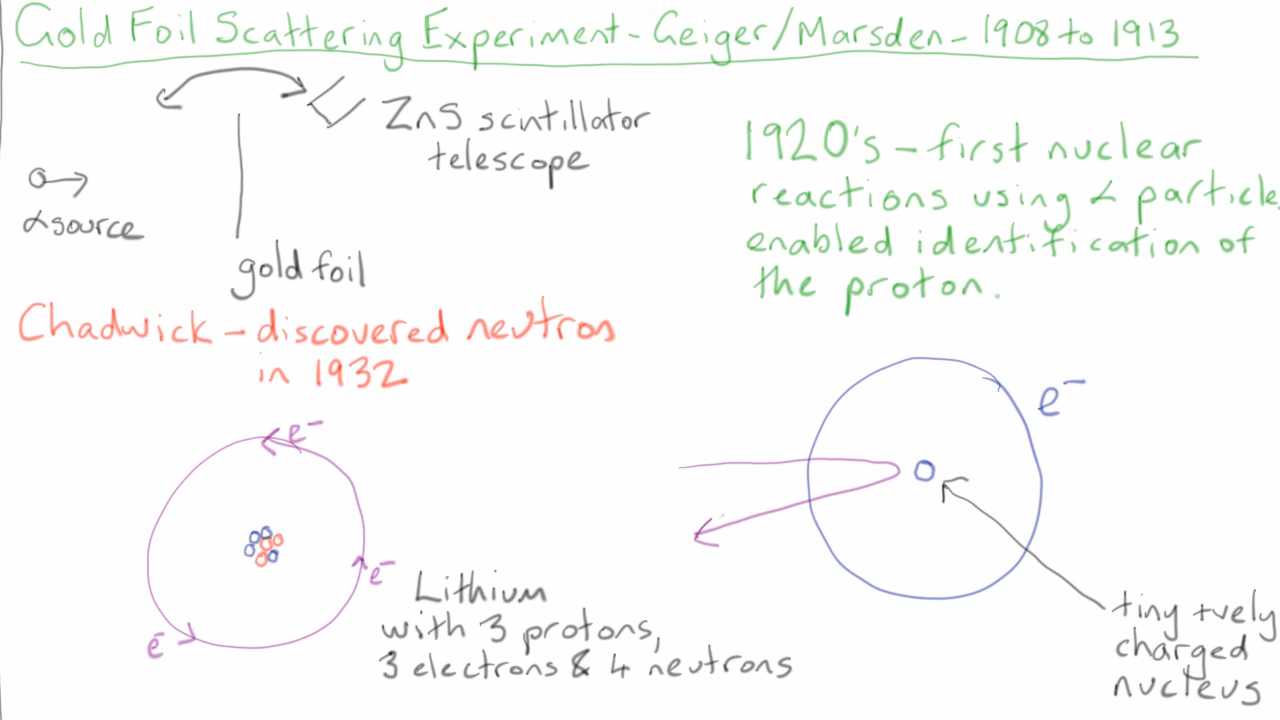 Gold Foil Scattering Experiment - Geiger/Marsden - 1908 to 1913
ZnS scintillator
telescope
α source
gold foil
1920's - first nuclear
reactions using α particle
enabled identification of
the proton.
Chadwick - discovered neutron
in 1932
e⁻
e⁻
e⁻
Lithium
with 3 protons,
3 electrons & 4 neutrons
e⁻
tiny +vely
charged
nucleus